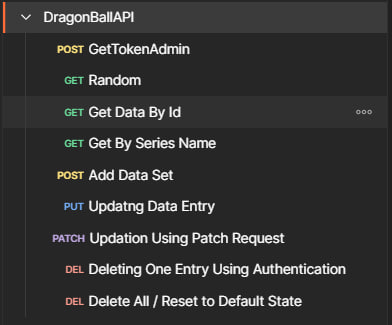 DragonBallAPI
POST GetTokenAdmin
GET Random
GET Get Data By Id
GET Get By Series Name
POST Add Data Set
PUT Updatng Data Entry
PATCH Updation Using Patch Request
DEL Deleting One Entry Using Authentication
DEL Delete All / Reset to Default State